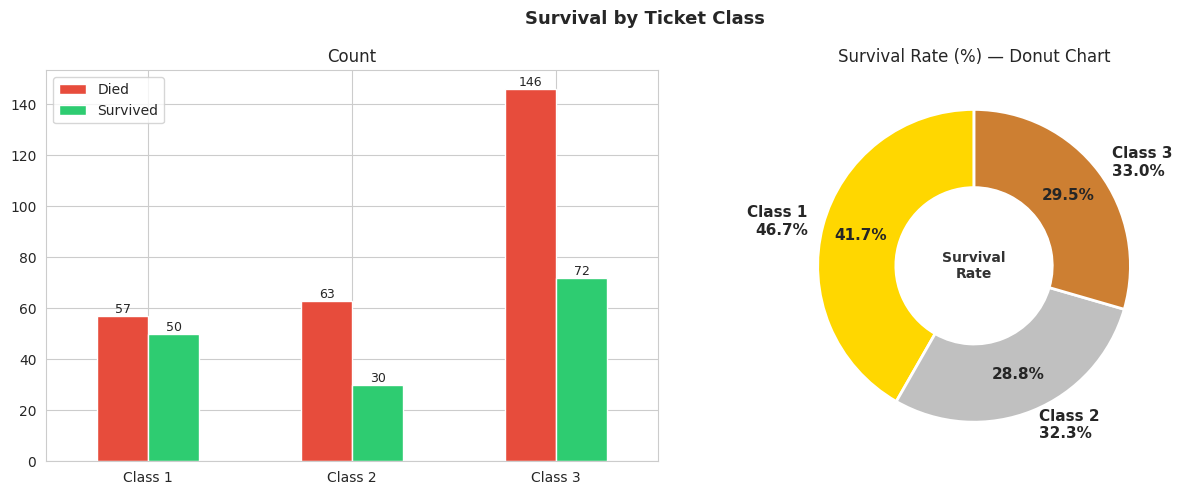 Survival by Ticket Class
Count
Died
Survived
140
120
100
80
60
40
20
0
57
50
63
30
146
72
Class 1
Class 2
Class 3
Survival Rate (%) — Donut Chart
Class 3
33.0%
29.5%
Class 1
46.7%
41.7%
Survival
Rate
28.8%
Class 2
32.3%